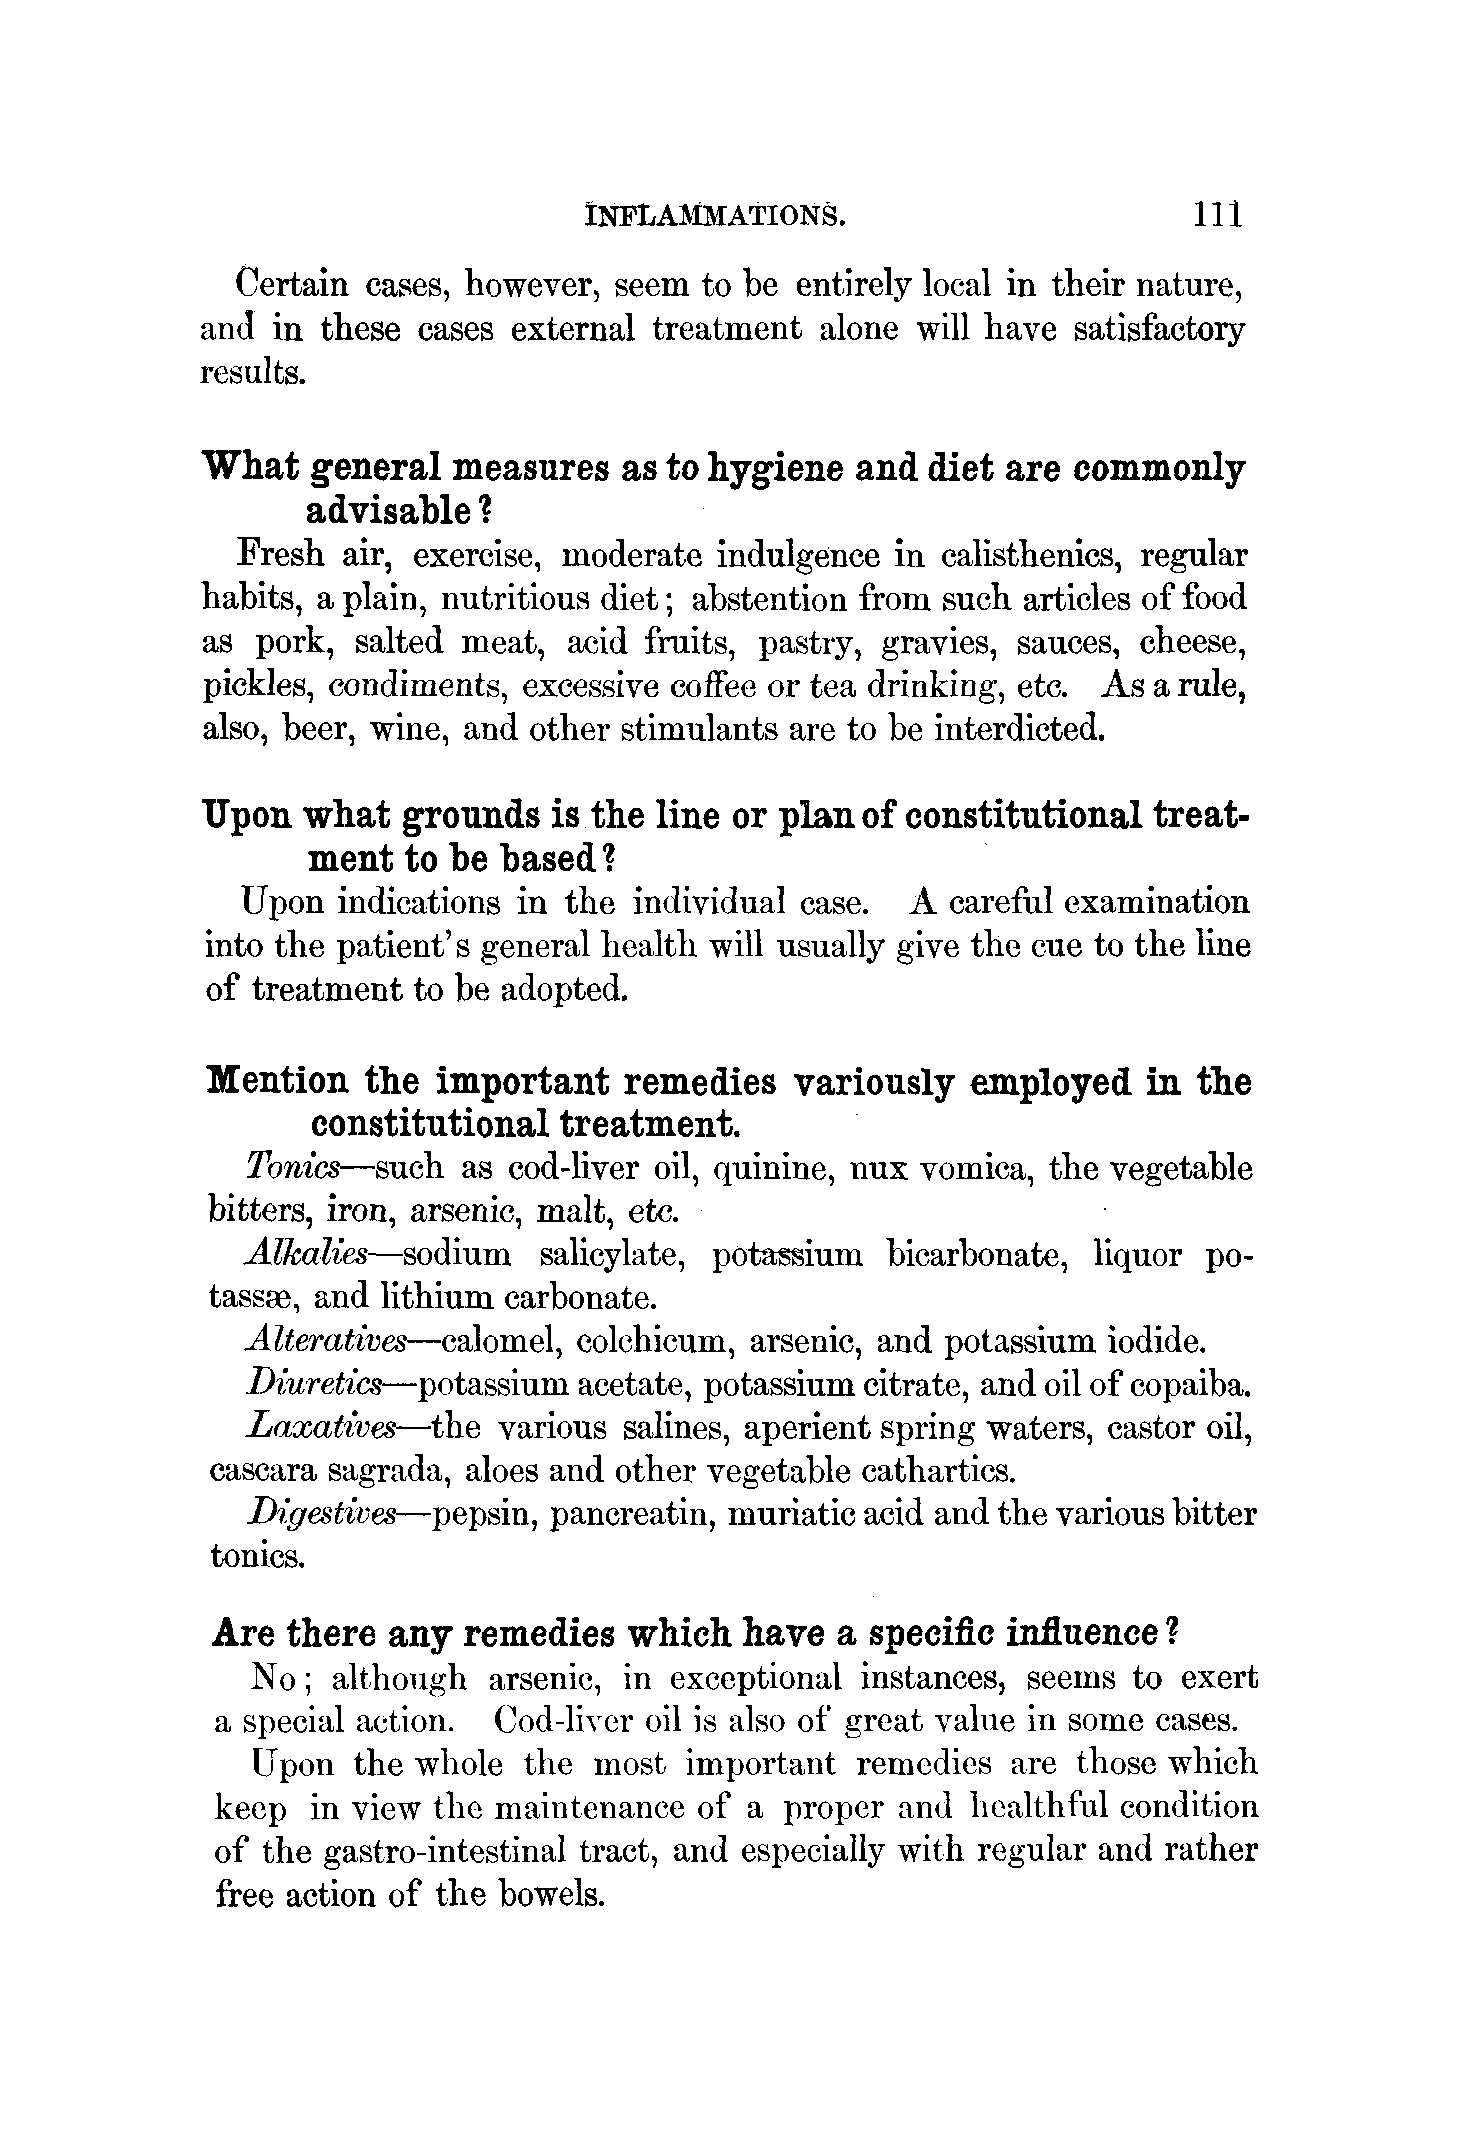 INFLAMMATIONS. 111
Certain cases, however, seem to be entirely local in their nature,
and in these cases external treatment alone will have satisfactory
results.
What general measures as to hygiene and diet are commonly
advisable?
Fresh air, exercise, moderate indulgence in calisthenics, regular
habits, a plain, nutritious diet; abstention from such articles of food
as pork, salted meat, acid fruits, pastry, gravies, sauces, cheese,
pickles, condiments, excessive coffee or tea drinking, etc. As a rule,
also, beer, wine, and other stimulants are to be interdicted.
Upon what grounds is the line or plan of constitutional treat-
ment to be based?
Upon indications in the individual case. A careful examination
into the patient's general health will usually give the cue to the line
of treatment to be adopted.
Mention the important remedies variously employed in the
constitutional treatment.
Tonics—such as cod-liver oil, quinine, nux vomica, the vegetable
bitters, iron, arsenic, malt, etc.
Alkalies—sodium salicylate, potassium bicarbonate, liquor po-
tassæ, and lithium carbonate.
Alteratives—calomel, colchicum, arsenic, and potassium iodide.
Diuretics—potassium acetate, potassium citrate, and oil of copaiba.
Laxatives—the various salines, aperient spring waters, castor oil,
cascara sagrada, aloes and other vegetable cathartics.
Digestives—pepsin, pancreatin, muriatic acid and the various bitter
tonics.
Are there any remedies which have a specific influence?
No; although arsenic, in exceptional instances, seems to exert
a special action. Cod-liver oil is also of great value in some cases.
Upon the whole the most important remedies are those which
keep in view the maintenance of a proper and healthful condition
of the gastro-intestinal tract, and especially with regular and rather
free action of the bowels.